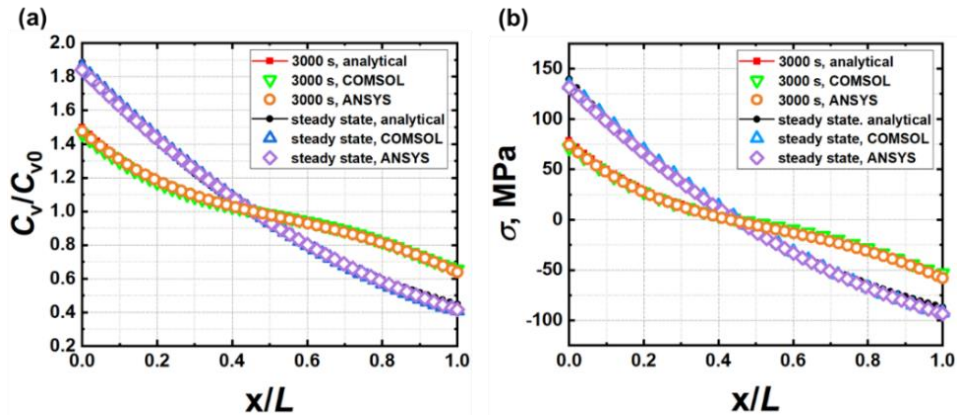 (a)
2.0
1.8
1.6
1.4
1.2
1.0
0.8
0.6
0.4
0.2
Cv/Cv0
3000 s, analytical
3000 s, COMSOL
3000 s, ANSYS
steady state, analytical
steady state, COMSOL
steady state, ANSYS
0.0 0.2 0.4 0.6 0.8 1.0
x/L
(b)
150
100
50
0
-50
-100
σ, MPa
3000 s, analytical
3000 s, COMSOL
3000 s, ANSYS
steady state. analytical
steady state, COMSOL
steady state, ANSYS
0.0 0.2 0.4 0.6 0.8 1.0
x/L